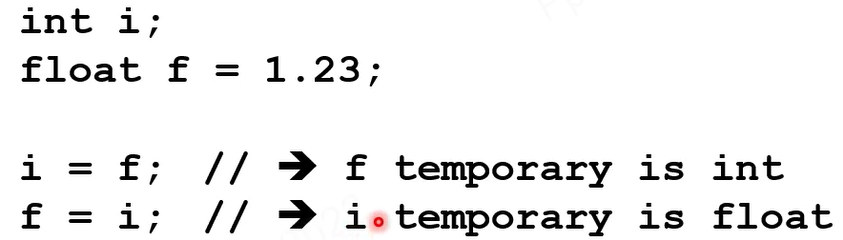 int i;
float f = 1.23;
i = f; // ➔ f temporary is int
f = i; // ➔ i temporary is float